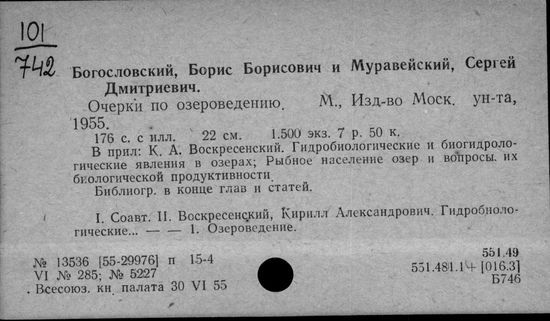 101
742
Богословский, Борис Борисович и Муравейский, Сергей
Дмитриевич.
Очерки по озероведению. М., Изд-во Моск. ун-та,
1955.
176 с. с илл. 22 см. 1.500 экз. 7 р. 50 к.
В прил: К. А. Воскресенский. Гидробиологические и биогидроло-
гические явления в озерах; Рыбное население озер и вопросы их
биологической продуктивности
Библиогр. в конце глав и статей.
I. Соавт. II. Воскресенский, Кирилл Александрович. Гидробиоло-
гические... — — 1. Озероведение.
№ 13536 [55-29976] п 15-4
VI № 285; № 5227
Всесоюз. кн палата 30 VI 55
551.49
551.481.1+[016.3]
Б746